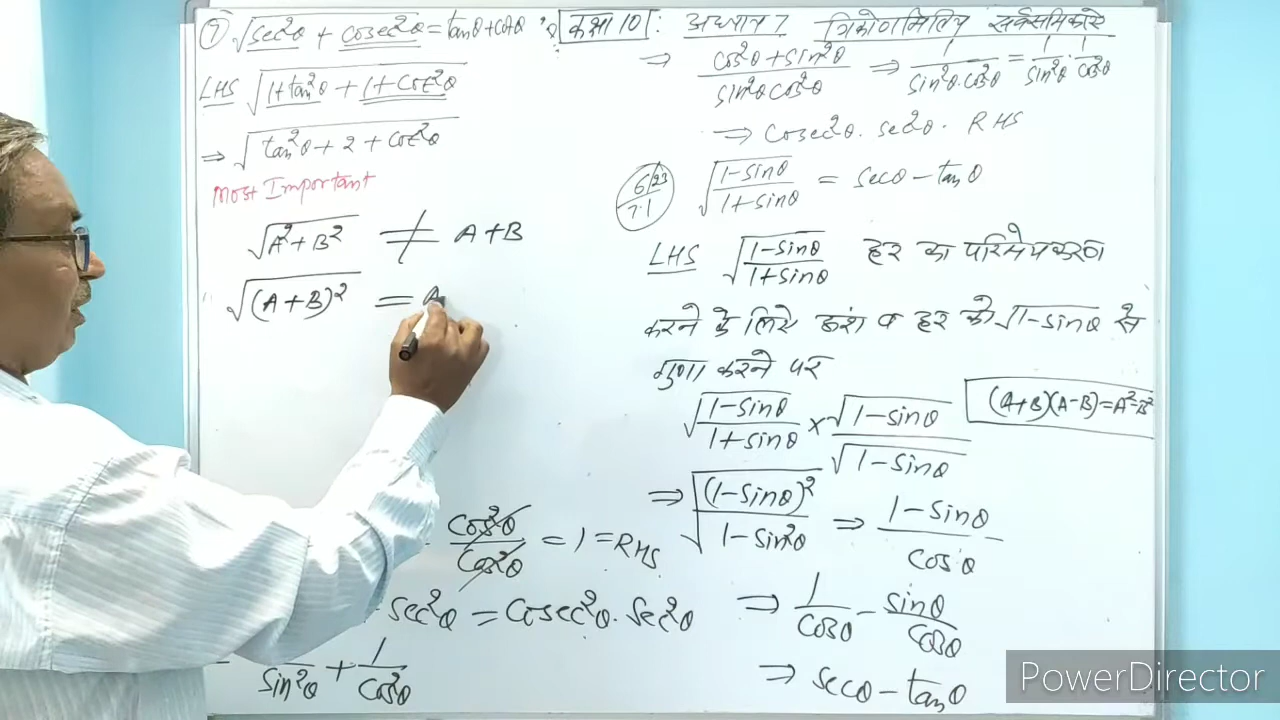 ⑦ √(sec²θ + cosec²θ) = tanθ + cotθ
LHS √(1+tan²θ + 1+cot²θ)
⇒ √(tan²θ + 2 + cot²θ)
Most Important
√(A² + B²) ≠ A+B
√((A+B)²) =
cos²θ/cos²θ = 1 = RHS
sec²θ = cosec²θ · sec²θ
1/cos²θ
sin²θ +
कक्षा 10 : अध्याय 7 त्रिकोणमितीय सर्वसमिकाएं
⇒ (cos²θ + sin²θ)/(sin²θ cos²θ) ⇒ 1/(sin²θ · cos²θ) = 1/sin²θ · 1/cos²θ
⇒ cosec²θ · sec²θ · RHS
6/23 7.1 √((1-sinθ)/(1+sinθ)) = secθ - tanθ
LHS √((1-sinθ)/(1+sinθ)) हर का परिमेयकरण
करने के लिये अंश व हर को √(1-sinθ) से
गुणा करने पर
√((1-sinθ)/(1+sinθ)) × √(1-sinθ)/√(1-sinθ)
(A+B)(A-B) = A²-B²
⇒ √((1-sinθ)²/(1-sin²θ)) ⇒ (1-sinθ)/cosθ
⇒ 1/cosθ - sinθ/cosθ
⇒ secθ - tanθ
PowerDirector